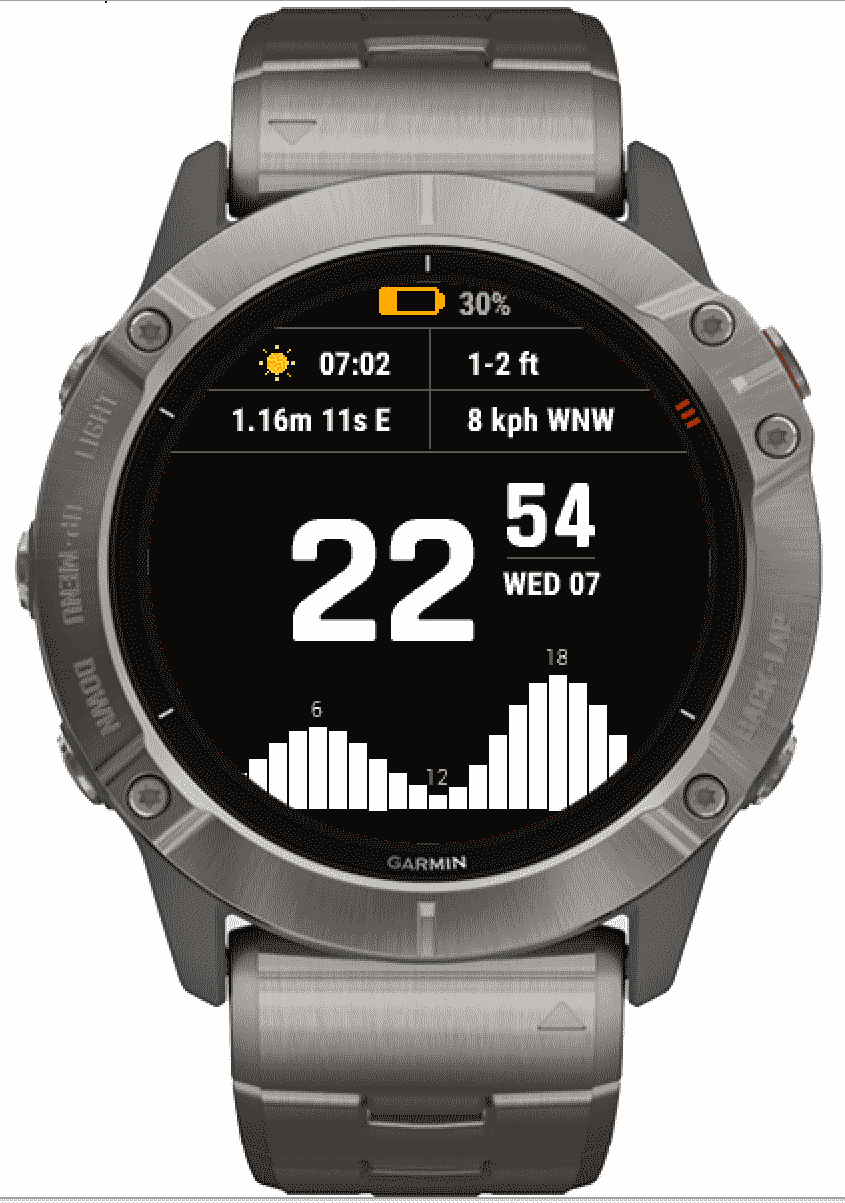 30%
07:02 1-2 ft
1.16m 11s E 8 kph WNW
54
22
WED 07
18
6
12
LIGHT
UP·MENU
DOWN
BACK·LAP
GARMIN